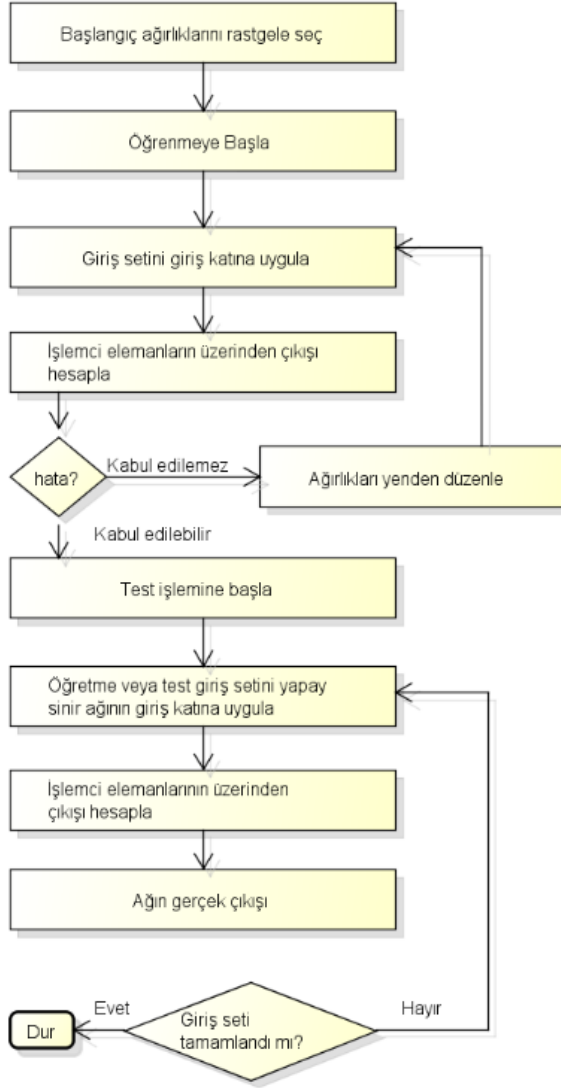 Başlangıç ağırlıklarını rastgele seç
Öğrenmeye Başla
Giriş setini giriş katına uygula
İşlemci elemanların üzerinden çıkışı
hesapla
hata?
Kabul edilemez
Ağırlıkları yenden düzenle
Kabul edilebilir
Test işlemine başla
Öğretme veya test giriş setini yapay
sinir ağının giriş katına uygula
İşlemci elemanlarının üzerinden
çıkışı hesapla
Ağın gerçek çıkışı
Evet
Hayır
Dur
Giriş seti
tamamlandı mı?